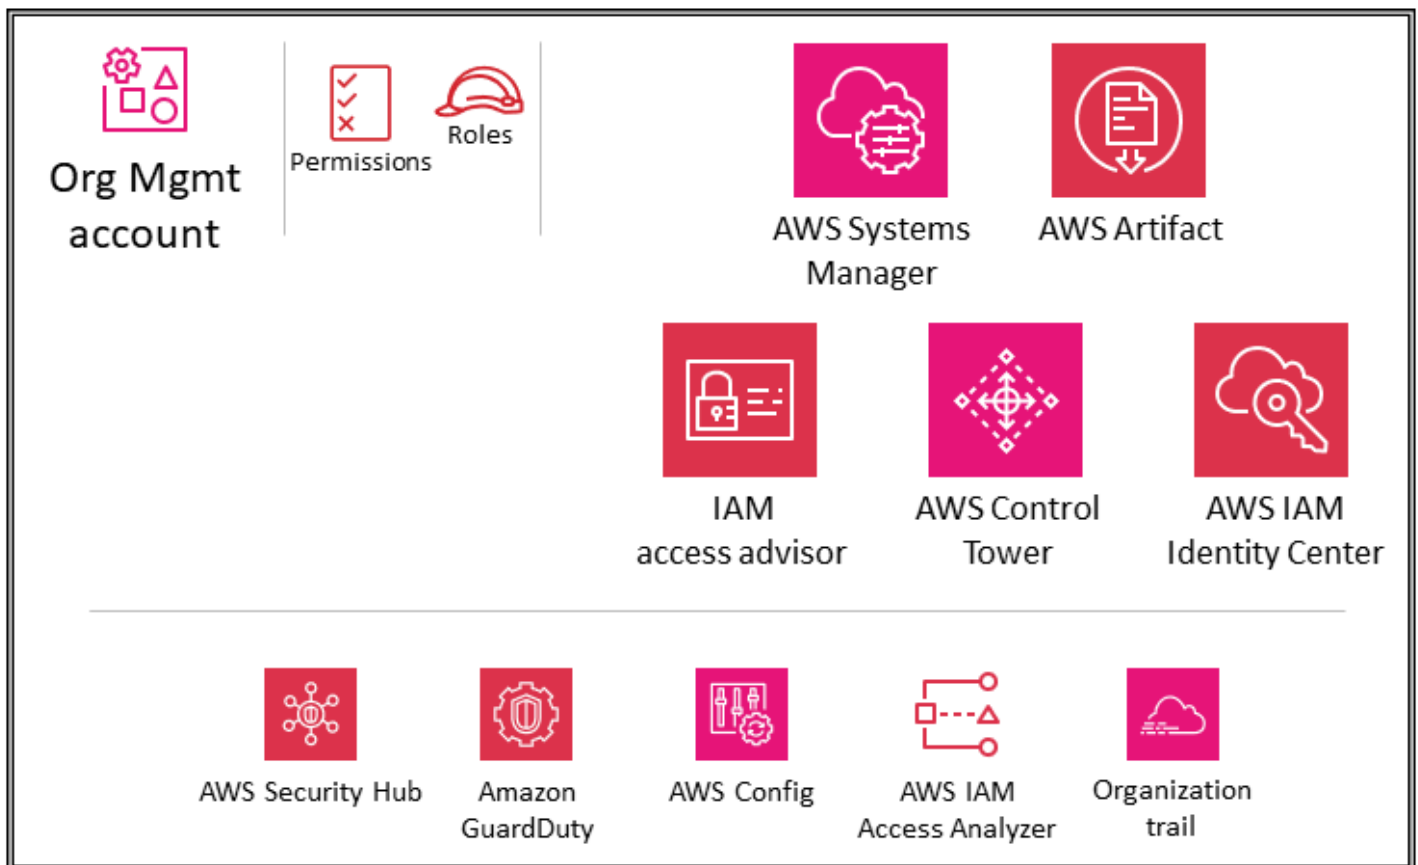 Org Mgmt
account
Permissions
Roles
AWS Systems
Manager
AWS Artifact
IAM
access advisor
AWS Control
Tower
AWS IAM
Identity Center
AWS Security Hub
Amazon
GuardDuty
AWS Config
AWS IAM
Access Analyzer
Organization
trail